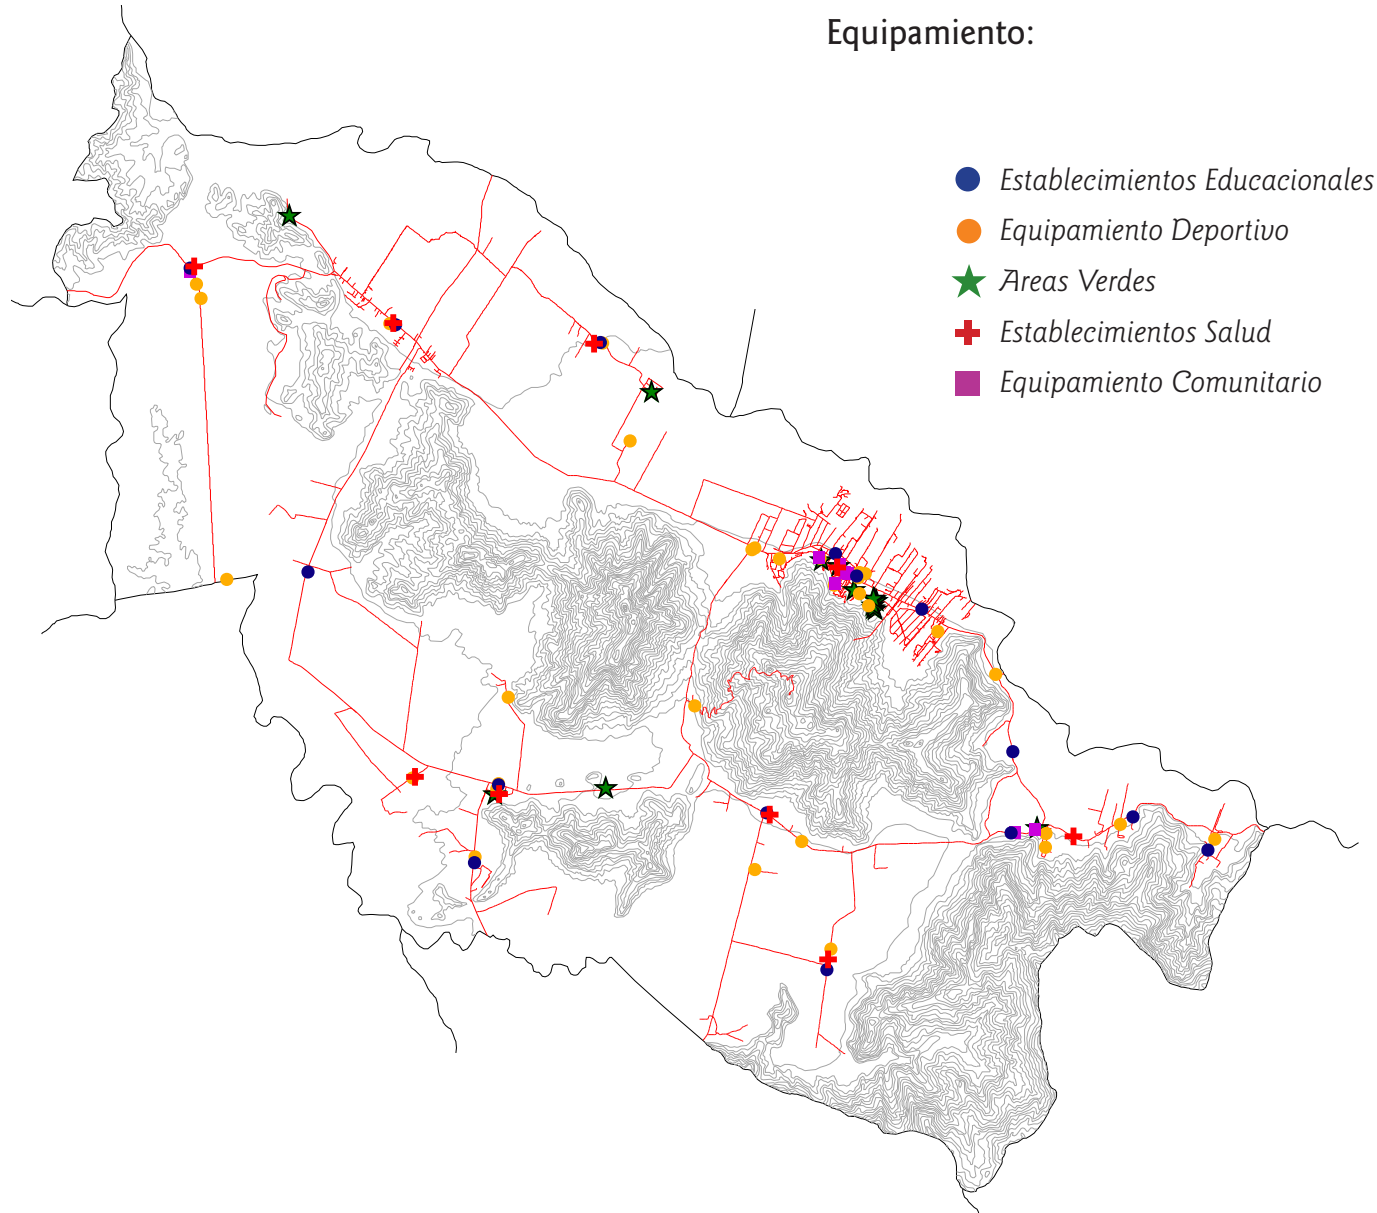 Equipamiento:
Establecimientos Educacionales
Equipamiento Deportivo
Areas Verdes
Establecimientos Salud
Equipamiento Comunitario